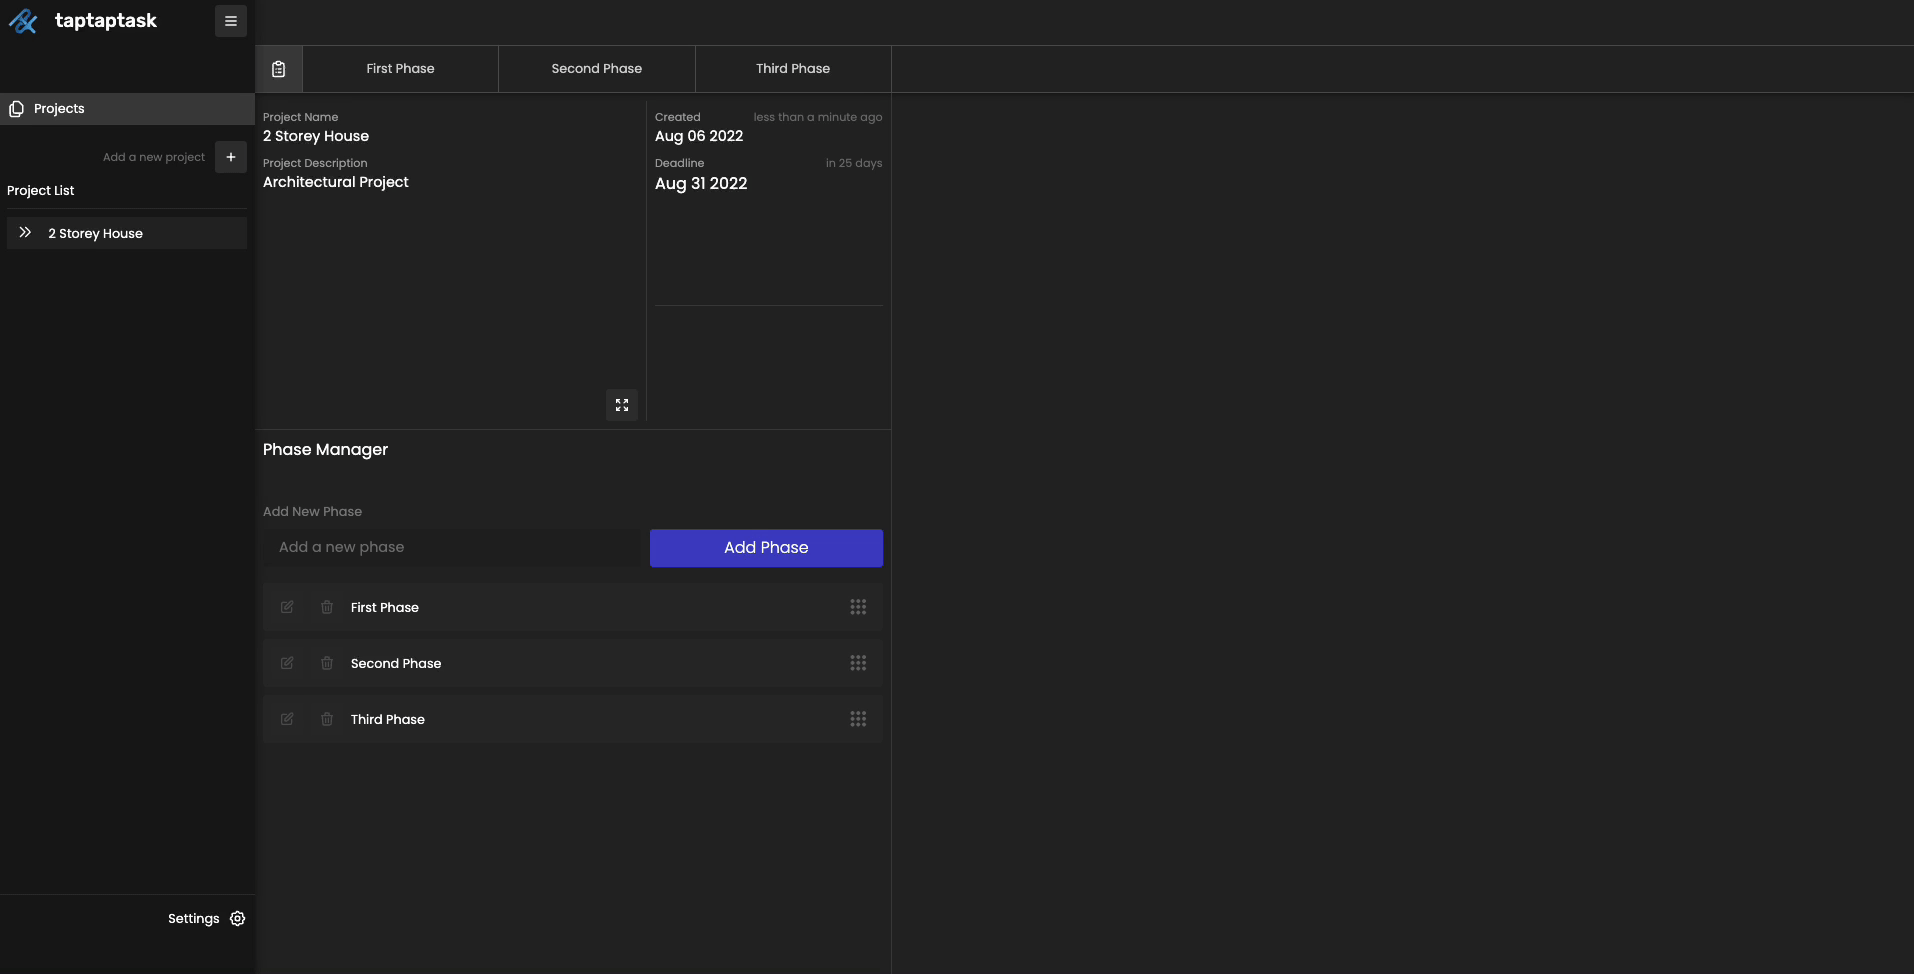 taptaptask
First Phase
Second Phase
Third Phase
Projects
Add a new project
Project List
2 Storey House
Project Name
2 Storey House
Project Description
Architectural Project
Created less than a minute ago
Aug 06 2022
Deadline in 25 days
Aug 31 2022
Phase Manager
Add New Phase
Add a new phase
Add Phase
First Phase
Second Phase
Third Phase
Settings